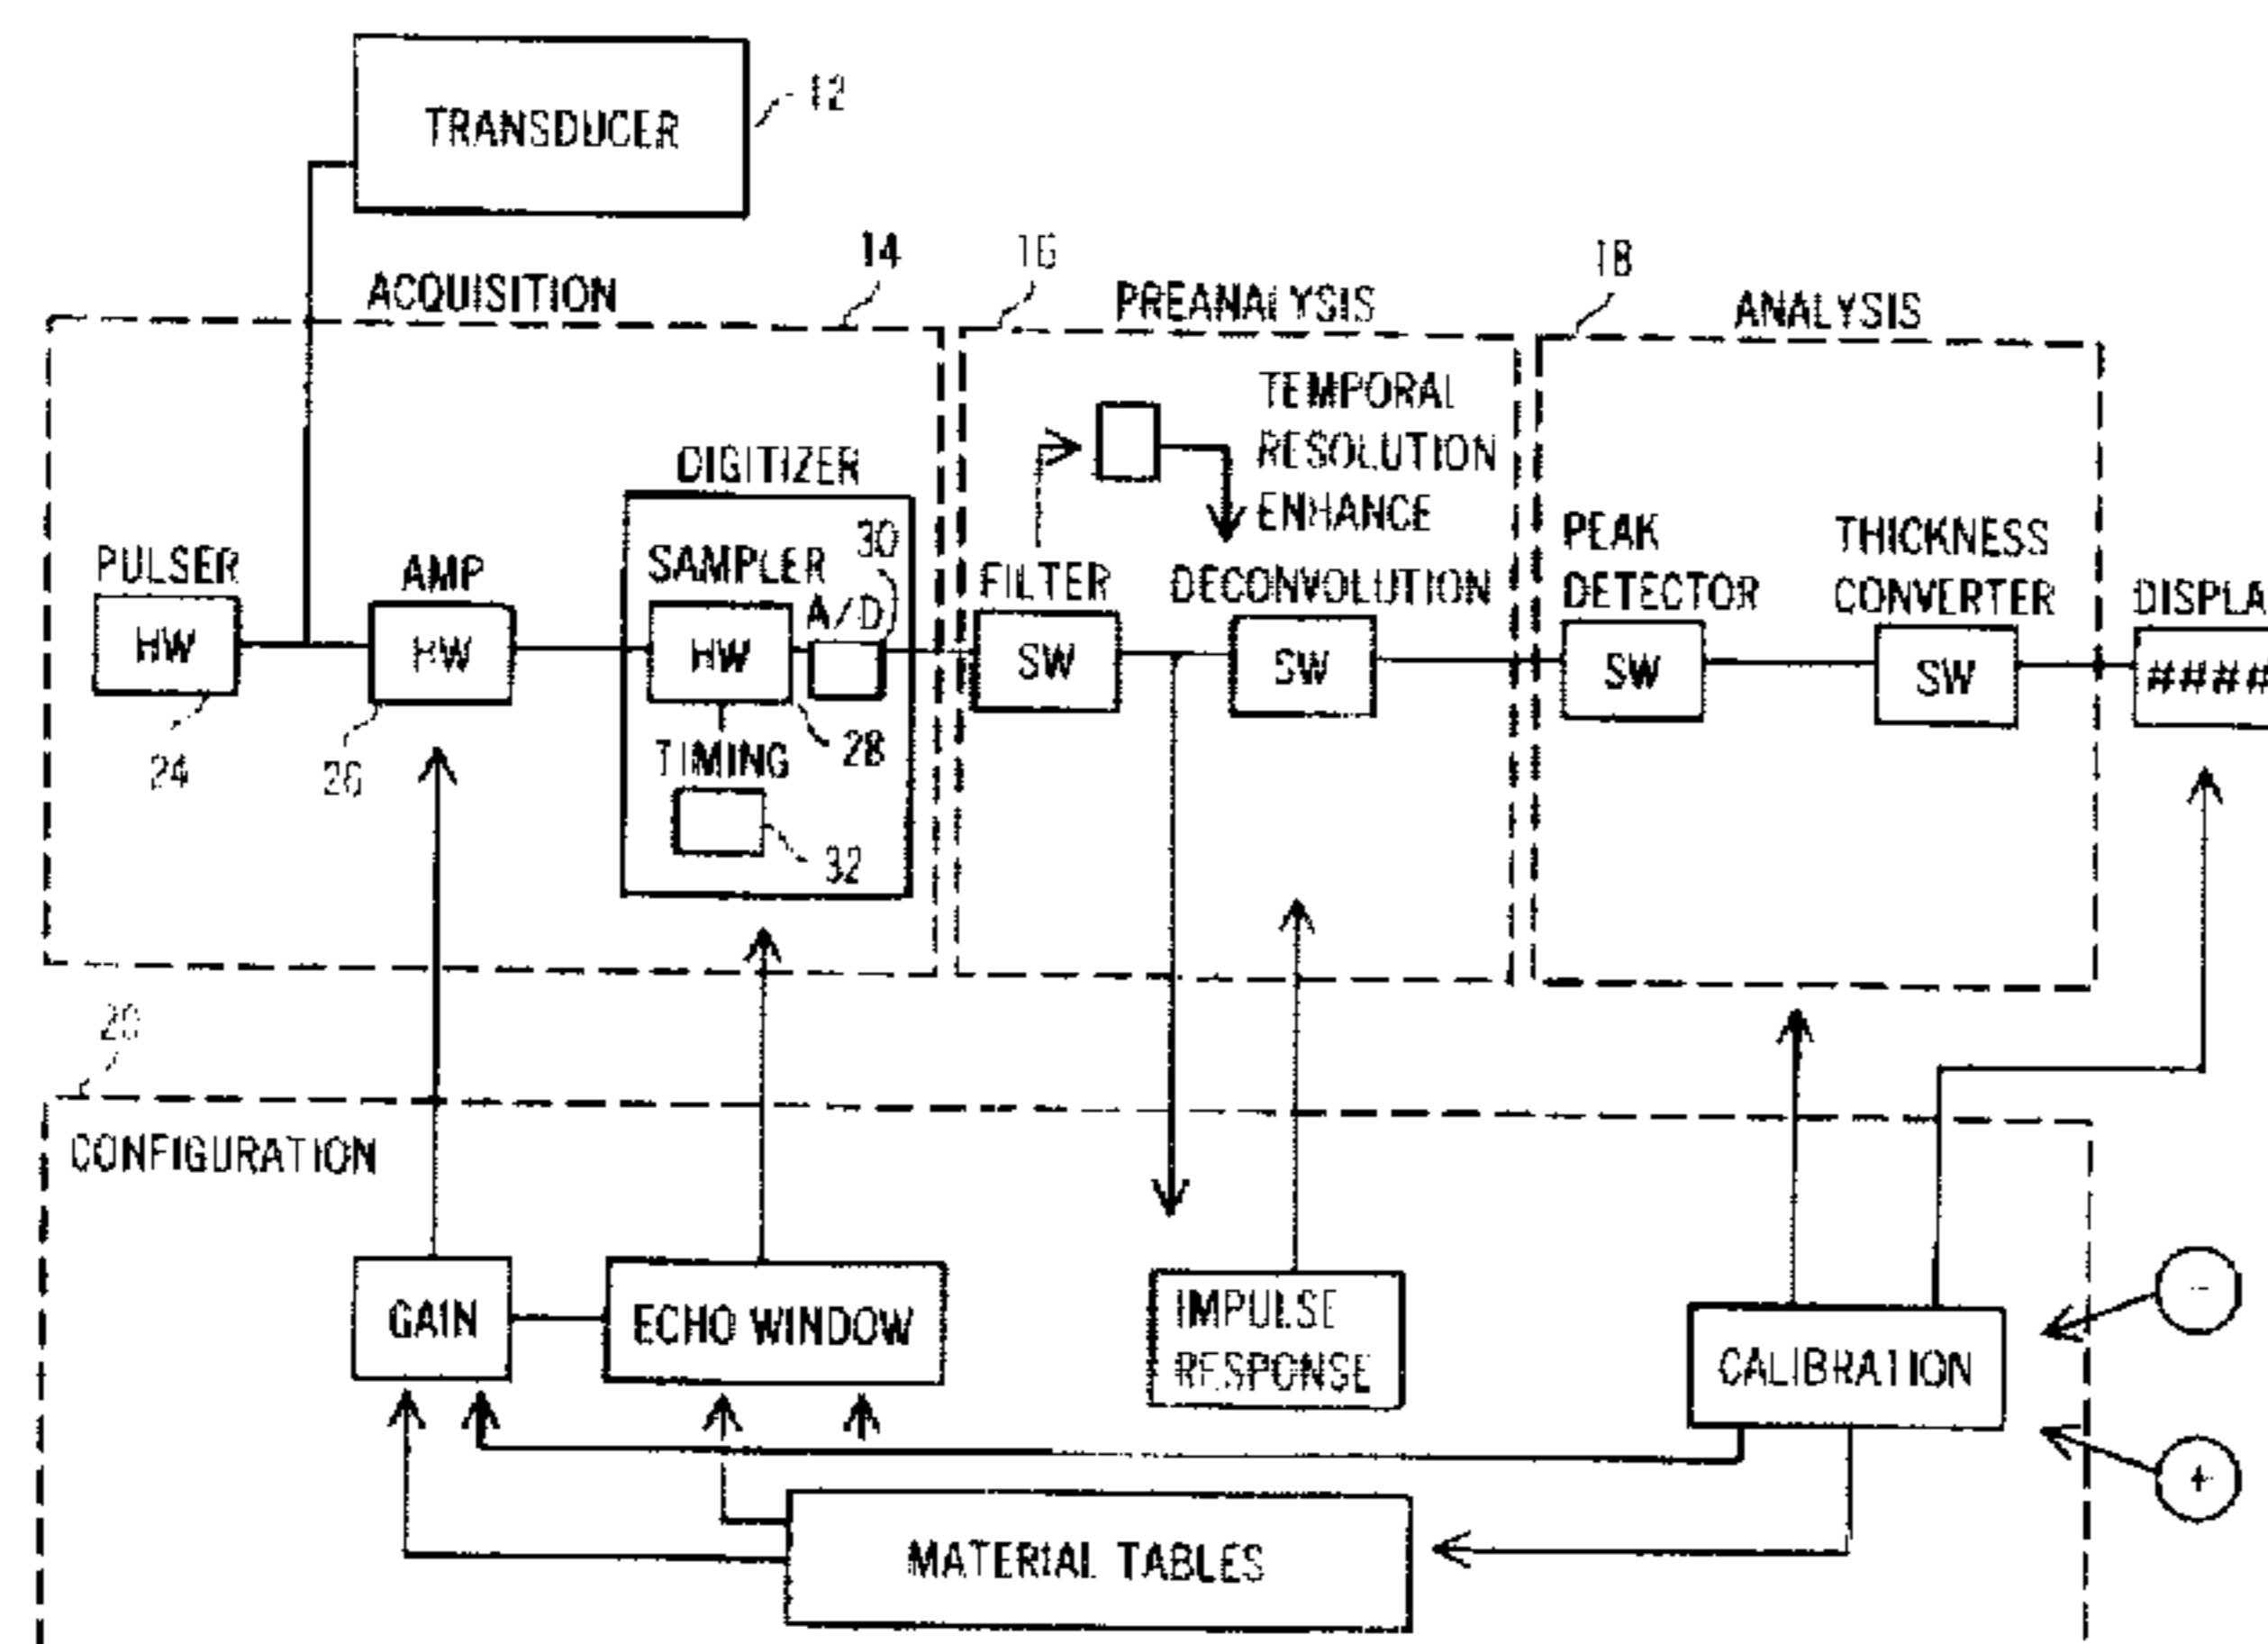 TRANSDUCER
12
ACQUISITION
14
16
PREANALYSIS
18
ANALYSIS
TEMPORAL
RESOLUTION
ENHANCE
DIGITIZER
PULSER
HW
24
AMP
HW
26
SAMPLER
HW
30
A/D
28
TIMING
32
FILTER
SW
DECONVOLUTION
SW
PEAK
DETECTOR
SW
THICKNESS
CONVERTER
SW
DISPLA
####
20
CONFIGURATION
GAIN
ECHO WINDOW
IMPULSE
RESPONSE
CALIBRATION
-
+
MATERIAL TABLES